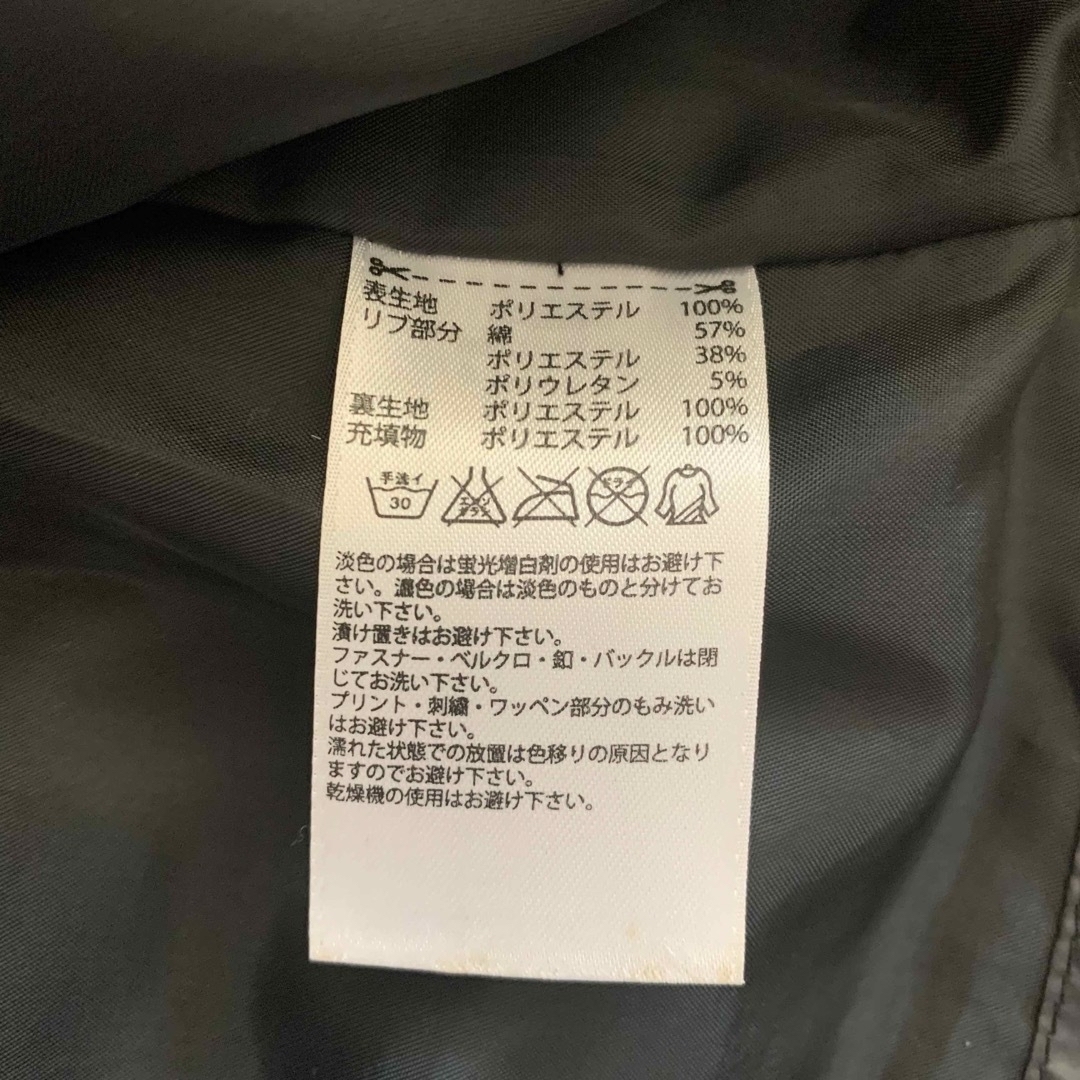 表生地 ポリエステル 100%
リブ部分 綿 57%
ポリエステル 38%
ポリウレタン 5%
裏生地 ポリエステル 100%
充填物 ポリエステル 100%
手洗イ 30 エンソサラシ ドライ
淡色の場合は蛍光増白剤の使用はお避け下
さい。濃色の場合は淡色のものと分けてお
洗い下さい。
漬け置きはお避け下さい。
ファスナー・ベルクロ・釦・バックルは閉
じてお洗い下さい。
プリント・刺繍・ワッペン部分のもみ洗い
はお避け下さい。
濡れた状態での放置は色移りの原因となり
ますのでお避け下さい。
乾燥機の使用はお避け下さい。